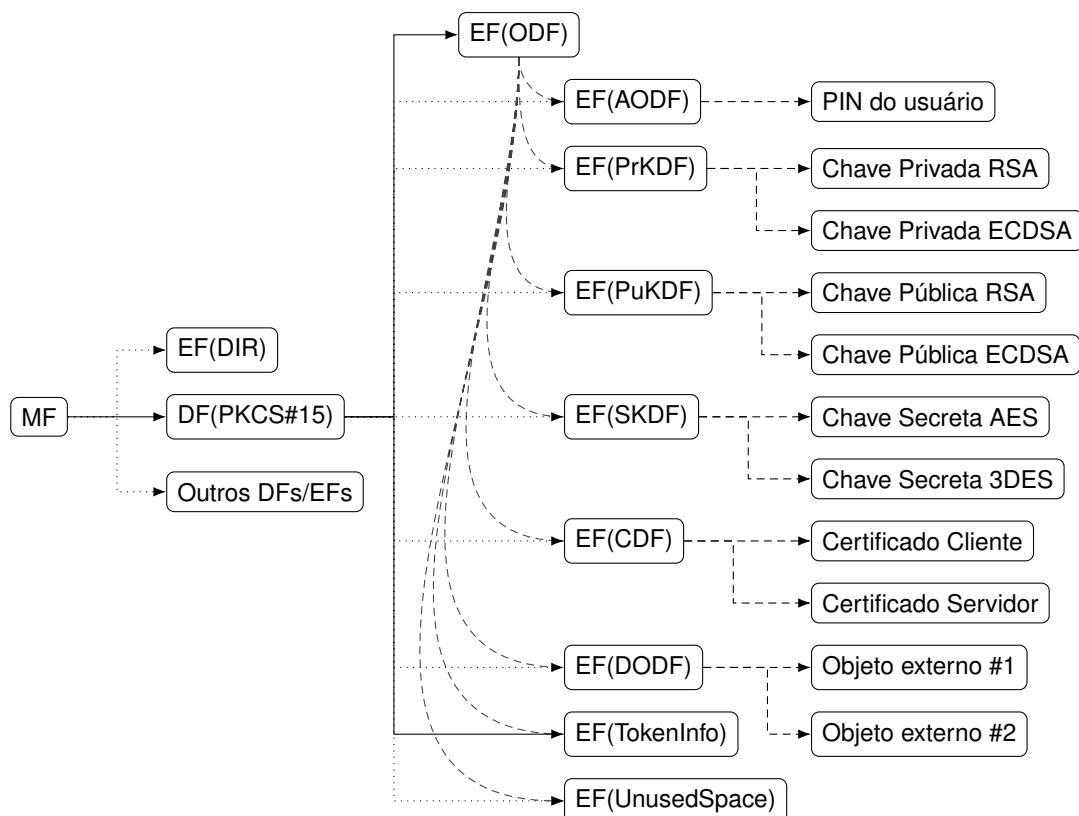 EF(ODF)
EF(AODF)
PIN do usuário
EF(PrKDF)
Chave Privada RSA
Chave Privada ECDSA
EF(PuKDF)
Chave Pública RSA
EF(DIR)
Chave Pública ECDSA
MF
DF(PKCS#15)
EF(SKDF)
Chave Secreta AES
Outros DFs/EFs
Chave Secreta 3DES
EF(CDF)
Certificado Cliente
Certificado Servidor
EF(DODF)
Objeto externo #1
EF(TokenInfo)
Objeto externo #2
EF(UnusedSpace)